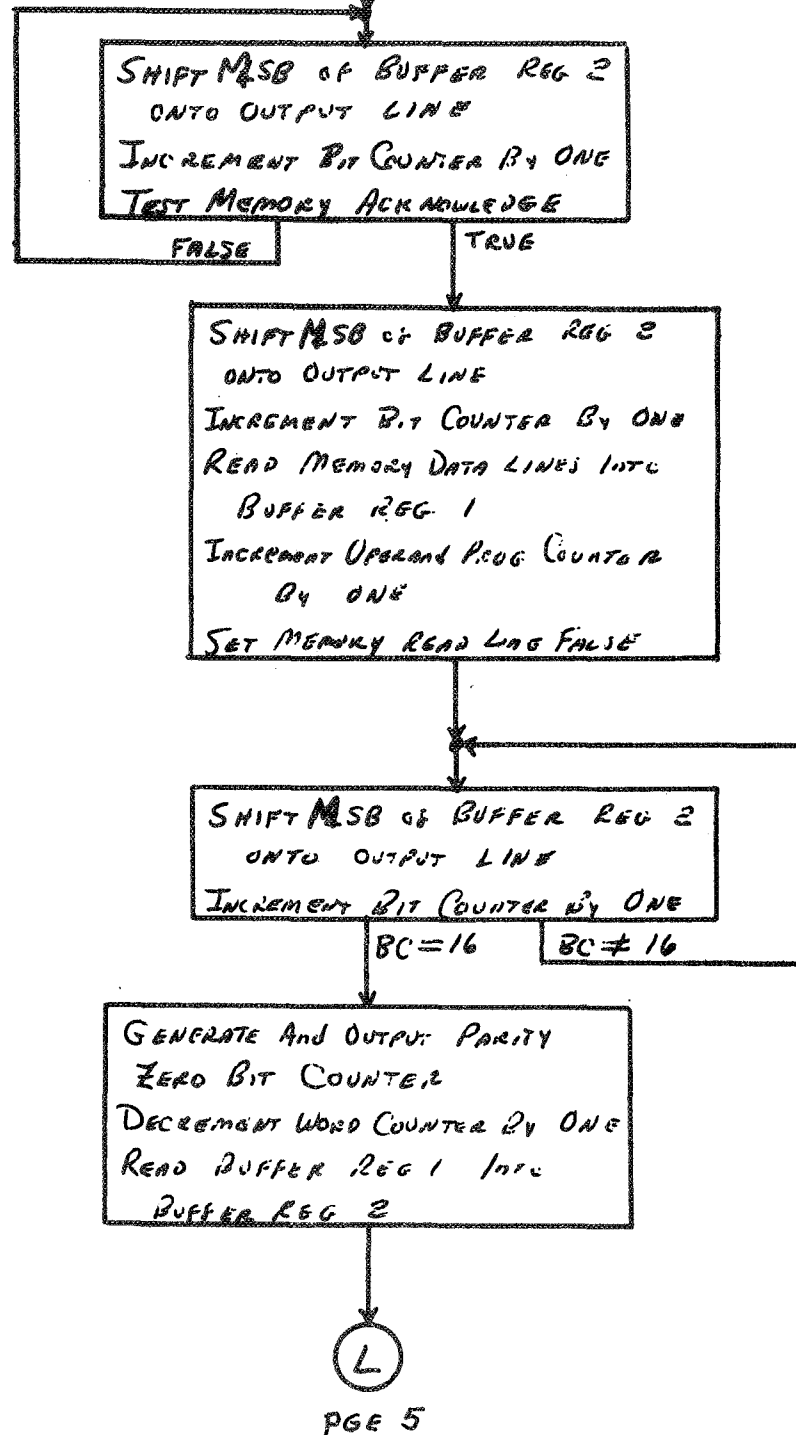 SHIFT MSB OF BUFFER REG 2
ONTO OUTPUT LINE
INCREMENT BIT COUNTER BY ONE
TEST MEMORY ACKNOWLEDGE
FALSE
TRUE
SHIFT MSB of BUFFER REG 2
ONTO OUTPUT LINE
INCREMENT BIT COUNTER BY ONE
READ MEMORY DATA LINES INTO
BUFFER REG 1
INCREMENT OPERAND PROG COUNTER
BY ONE
SET MEMORY READ LINE FALSE
SHIFT MSB of BUFFER REG 2
ONTO OUTPUT LINE
INCREMENT BIT COUNTER BY ONE
BC=16
BC≠16
GENERATE And OUTPUT PARITY
ZERO BIT COUNTER
DECREMENT WORD COUNTER BY ONE
READ BUFFER REG 1 INTO
BUFFER REG 2
L
PGE 5